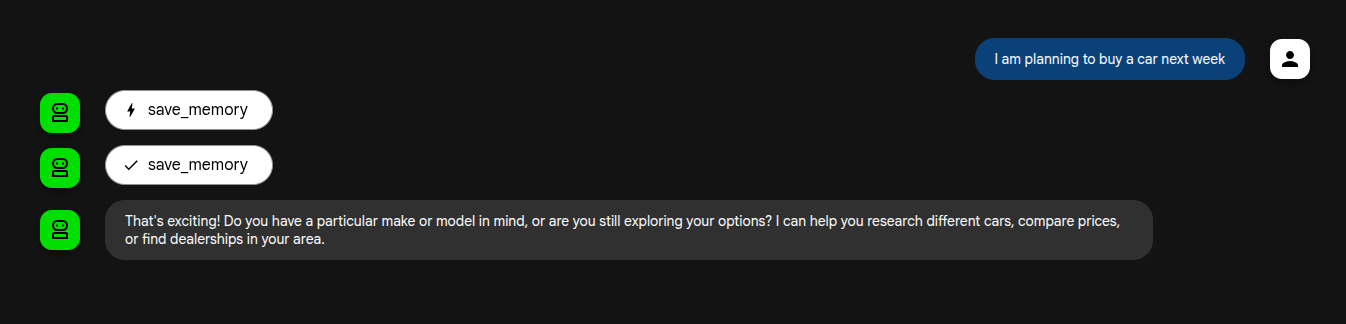 I am planning to buy a car next week
save_memory
save_memory
That's exciting! Do you have a particular make or model in mind, or are you still exploring your options? I can help you research different cars, compare prices,
or find dealerships in your area.